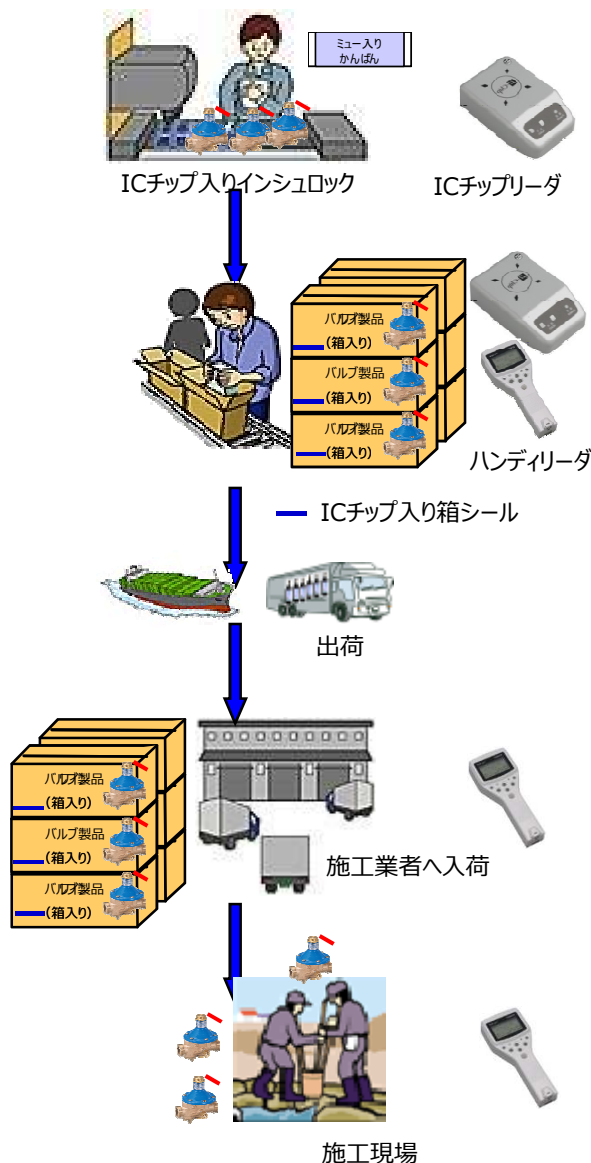 ミュー入り
かんばん
ICチップ入りインシュロック
ICチップリーダ
バルブ製品
(箱入り)
バルブ製品
(箱入り)
バルブ製品
(箱入り)
ハンディリーダ
ICチップ入り箱シール
出荷
バルブ製品
(箱入り)
バルブ製品
(箱入り)
バルブ製品
(箱入り)
施工業者へ入荷
施工現場